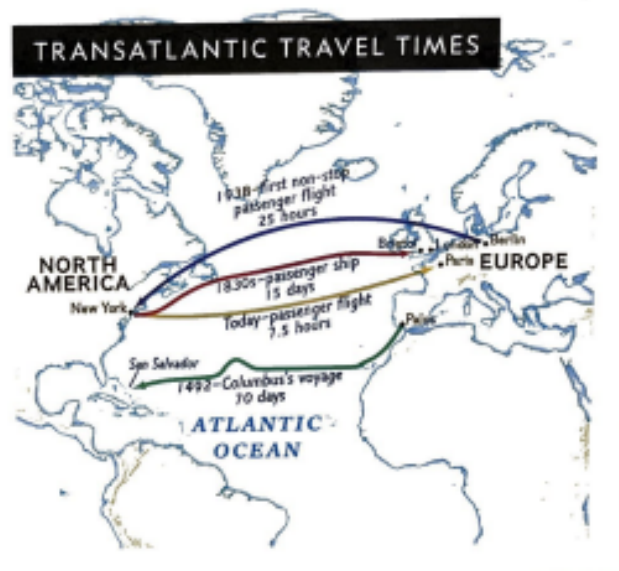 TRANSATLANTIC TRAVEL TIMES
1938–first non-stop
passenger flight
25 hours
Bristol
London
Berlin
Paris
EUROPE
NORTH
AMERICA
1830s–passenger ship
15 days
New York
Today–passenger flight
7.5 hours
Palos
San Salvador
1492–Columbus's voyage
70 days
ATLANTIC
OCEAN